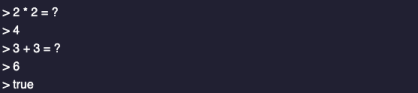 > 2 * 2 = ?
> 4
> 3 + 3 = ?
> 6
> true